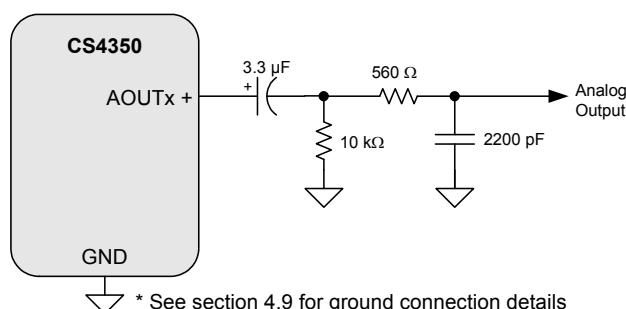 CS4350
3.3 µF
+
AOUTx +
560 Ω
Analog
Output
10 kΩ
2200 pF
GND
* See section 4.9 for ground connection details